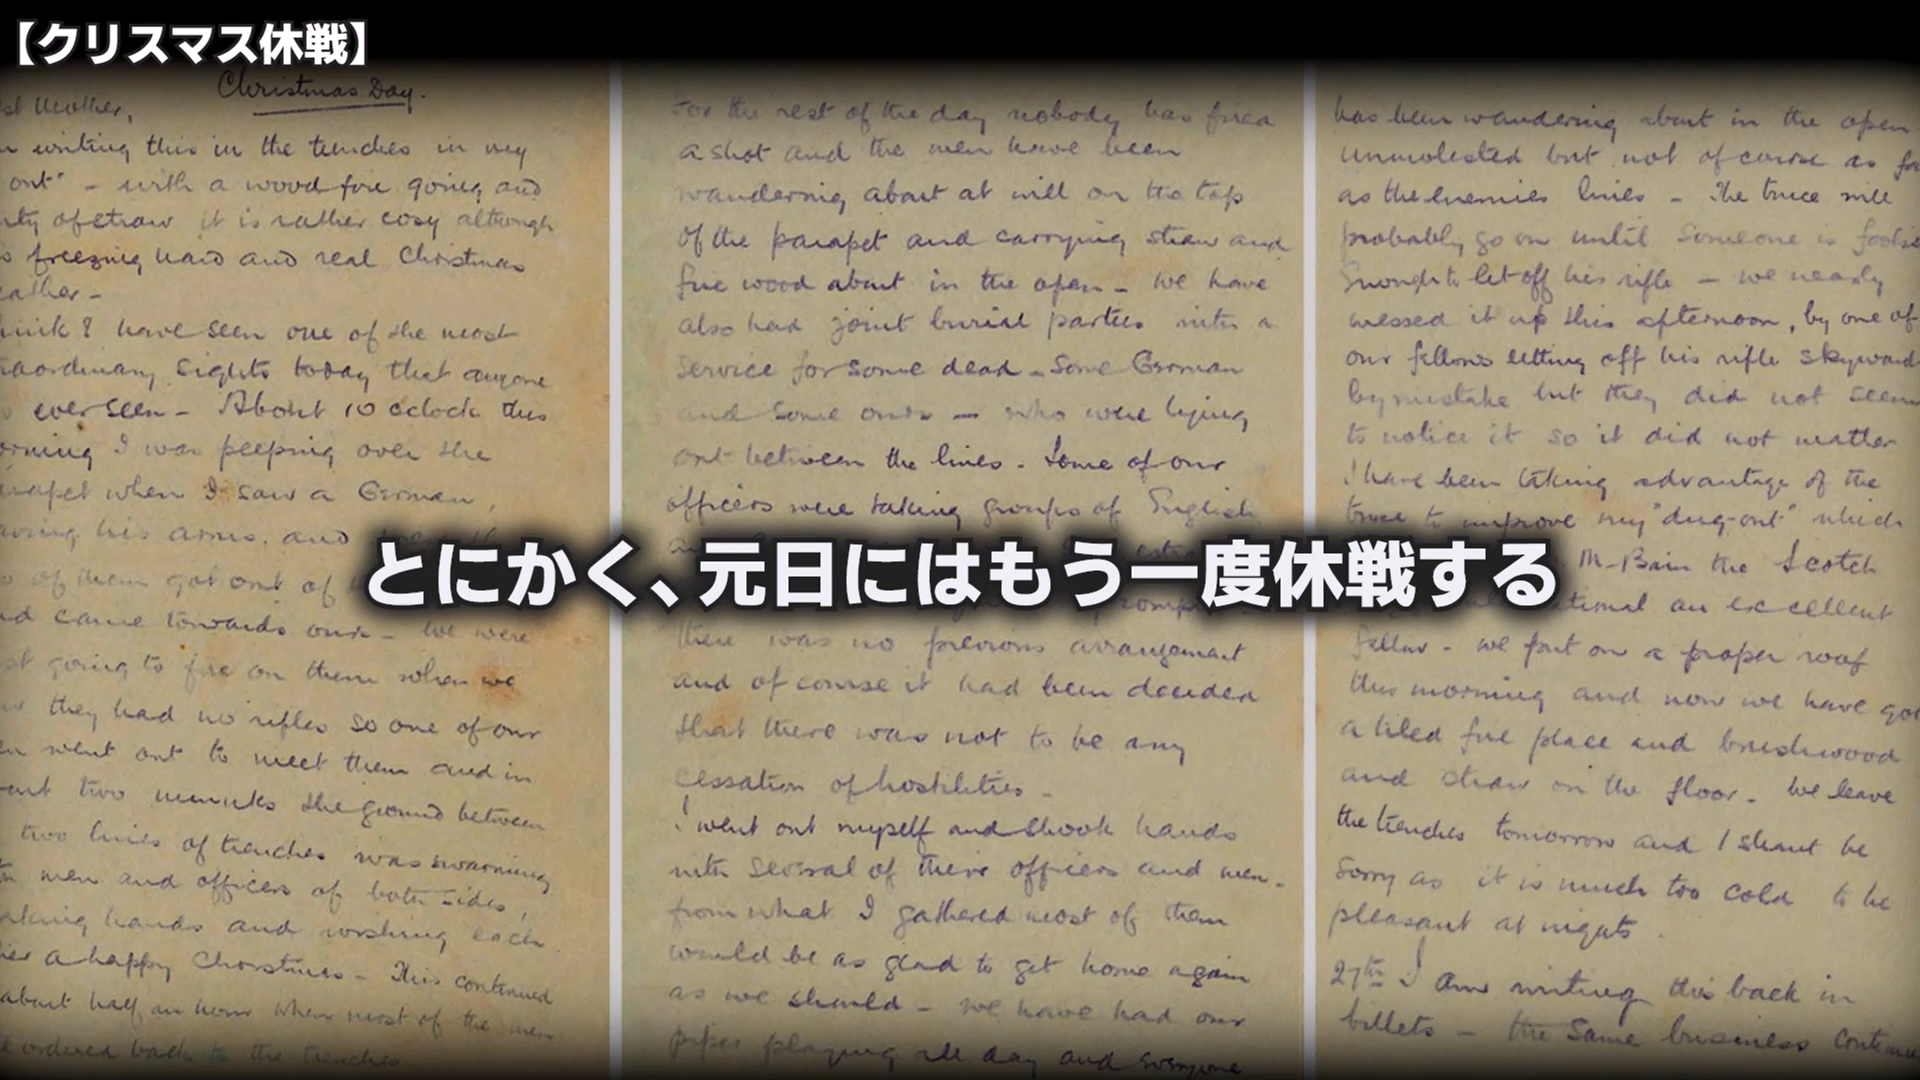 【クリスマス休戦】
Christmas Day.
Mother,
writing this in the trenches in my
out" - with a wood fire going and
of straw it is rather cosy although
freezing hard and real Christmas
-
? have seen one of the most
sights today that anyone
ever seen - About 10 oclock this
I was peeping over the
when I saw a German,
his arms, and
of them got out of
came towards ours - we were
going to fire on them when we
they had no rifles so one of our
went out to meet them and in
two minutes the ground between
two lines of trenches was swarming
men and officers of both sides,
hands and wishing each
a happy Christmas - This continued
about half an hour when most of the men
ordered back to the trenches
For the rest of the day nobody has fired
a shot and the men have been
wandering about at will on the top
of the parapet and carrying straw and
fire wood about in the open - we have
also had joint burial parties with a
service for some dead - some German
and some ours - who were lying
out between the lines. Some of our
officers were taking groups of English
とにかく、元日にはもう一度休戦する
there was no previous arrangement
and of course it had been decided
that there was not to be any
cessation of hostilities -
I went out myself and shook hands
with several of their officers and men.
from what I gathered most of them
would be as glad to get home again
as we should - we have had our
pipes playing all day and everyone
has been wandering about in the open
unmolested but not of course as
as the enemies lines - The truce will
probably go on until someone is
enough to let off his rifle - we nearly
messed it up this afternoon, by one of
our fellows letting off his rifle skyward
by mistake but they did not seem
to notice it so it did not matter
I have been taking advantage of the
truce to improve my "dug-out" which
M-Bain the Scotch
an excellent
fellow - we put on a proper roof
this morning and now we have got
a tiled fire place and brushwood
and straw on the floor. We leave
the trenches tomorrow and I shant be
sorry as it is much too cold to be
pleasant at nights.
27th I am writing this back in
billets - the same business